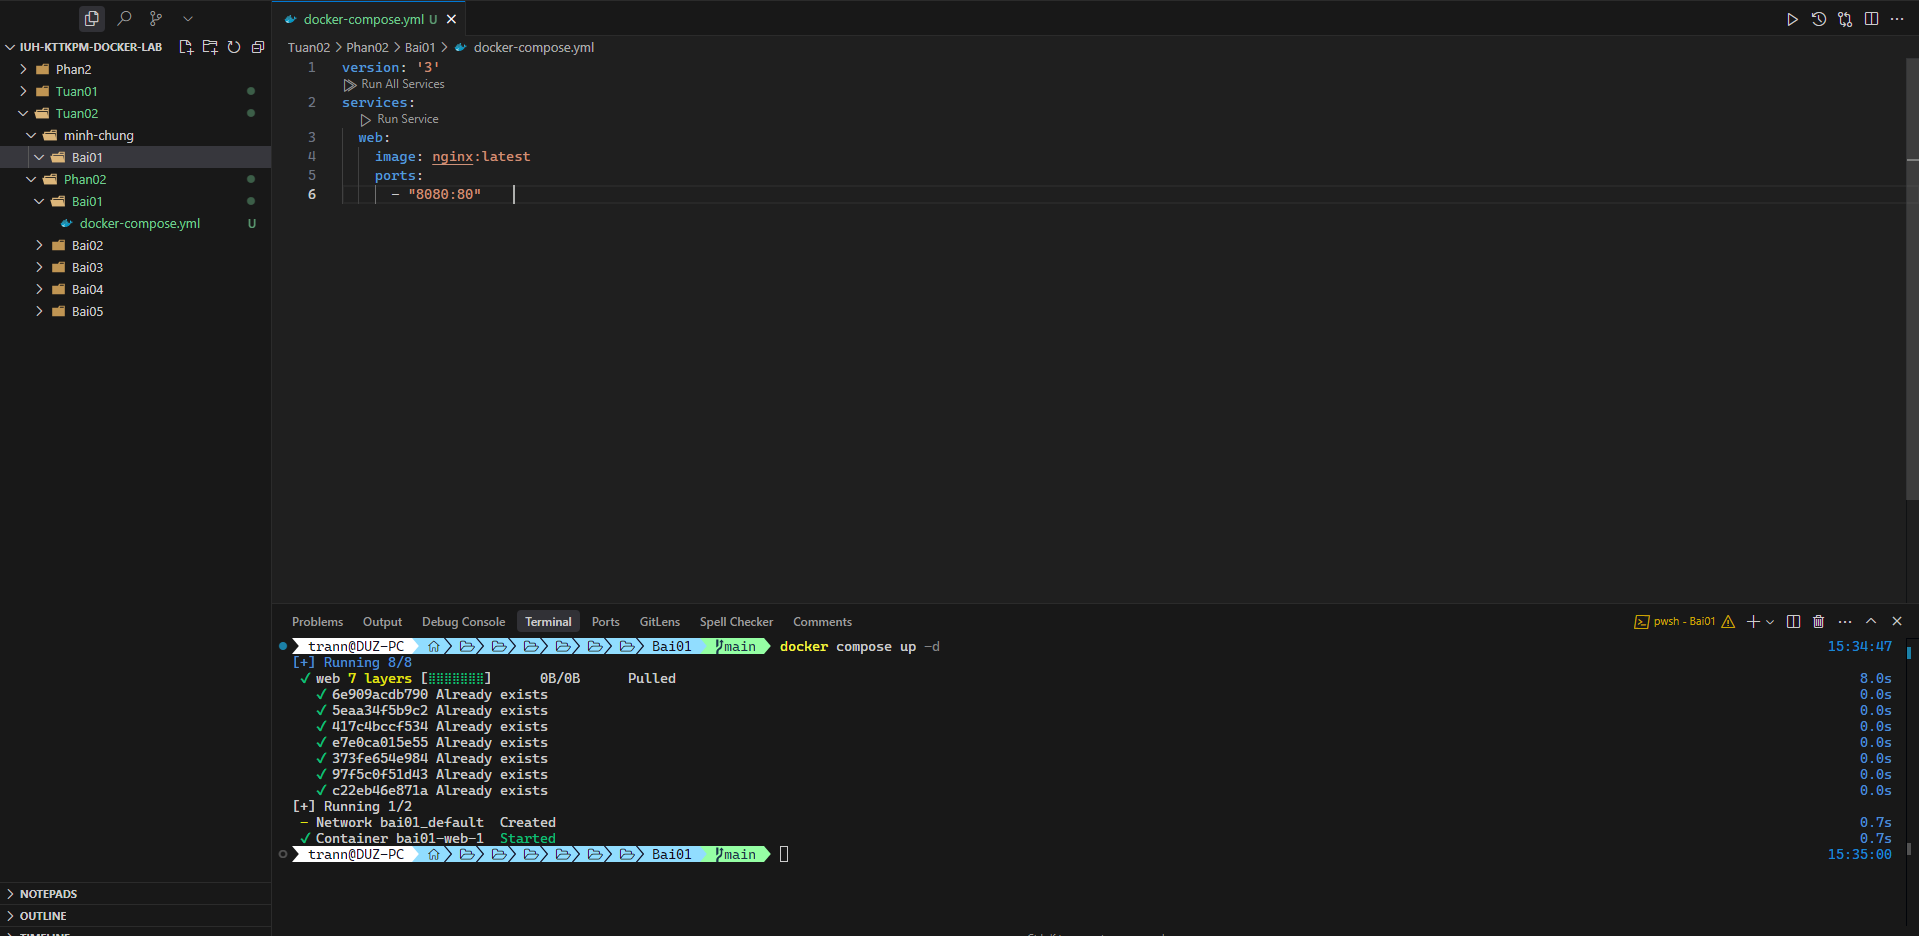 docker-compose.yml U
IUH-KTTKPM-DOCKER-LAB
Phan2
Tuan01
Tuan02
minh-chung
Bai01
Phan02
Bai01
docker-compose.yml U
Bai02
Bai03
Bai04
Bai05
NOTEPADS
OUTLINE
TIMELINE
Tuan02 > Phan02 > Bai01 > docker-compose.yml
1 version: '3'
Run All Services
2 services:
Run Service
3 web:
4 image: nginx:latest
5 ports:
6 - "8080:80"
Problems Output Debug Console Terminal Ports GitLens Spell Checker Comments pwsh - Bai01
trann@DUZ-PC Bai01 main docker compose up -d 15:34:47
[+] Running 8/8
✔ web 7 layers [⣿⣿⣿⣿⣿⣿⣿] 0B/0B Pulled 8.0s
✔ 6e909acdb790 Already exists 0.0s
✔ 5eaa34f5b9c2 Already exists 0.0s
✔ 417c4bccf534 Already exists 0.0s
✔ e7e0ca015e55 Already exists 0.0s
✔ 373fe654e984 Already exists 0.0s
✔ 97f5c0f51d43 Already exists 0.0s
✔ c22eb46e871a Already exists 0.0s
[+] Running 1/2
- Network bai01_default Created 0.7s
✔ Container bai01-web-1 Started 0.7s
trann@DUZ-PC Bai01 main 15:35:00